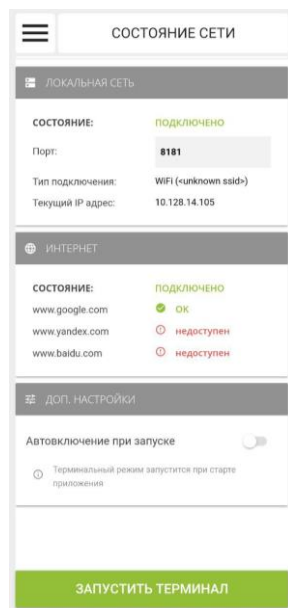 СОСТОЯНИЕ СЕТИ
ЛОКАЛЬНАЯ СЕТЬ
СОСТОЯНИЕ: ПОДКЛЮЧЕНО
Порт: 8181
Тип подключения: WiFi (<unknown ssid>)
Текущий IP адрес: 10.128.14.105
ИНТЕРНЕТ
СОСТОЯНИЕ: ПОДКЛЮЧЕНО
www.google.com ОК
www.yandex.com недоступен
www.baidu.com недоступен
ДОП. НАСТРОЙКИ
Автовключение при запуске
Терминальный режим запустится при старте
приложения
ЗАПУСТИТЬ ТЕРМИНАЛ